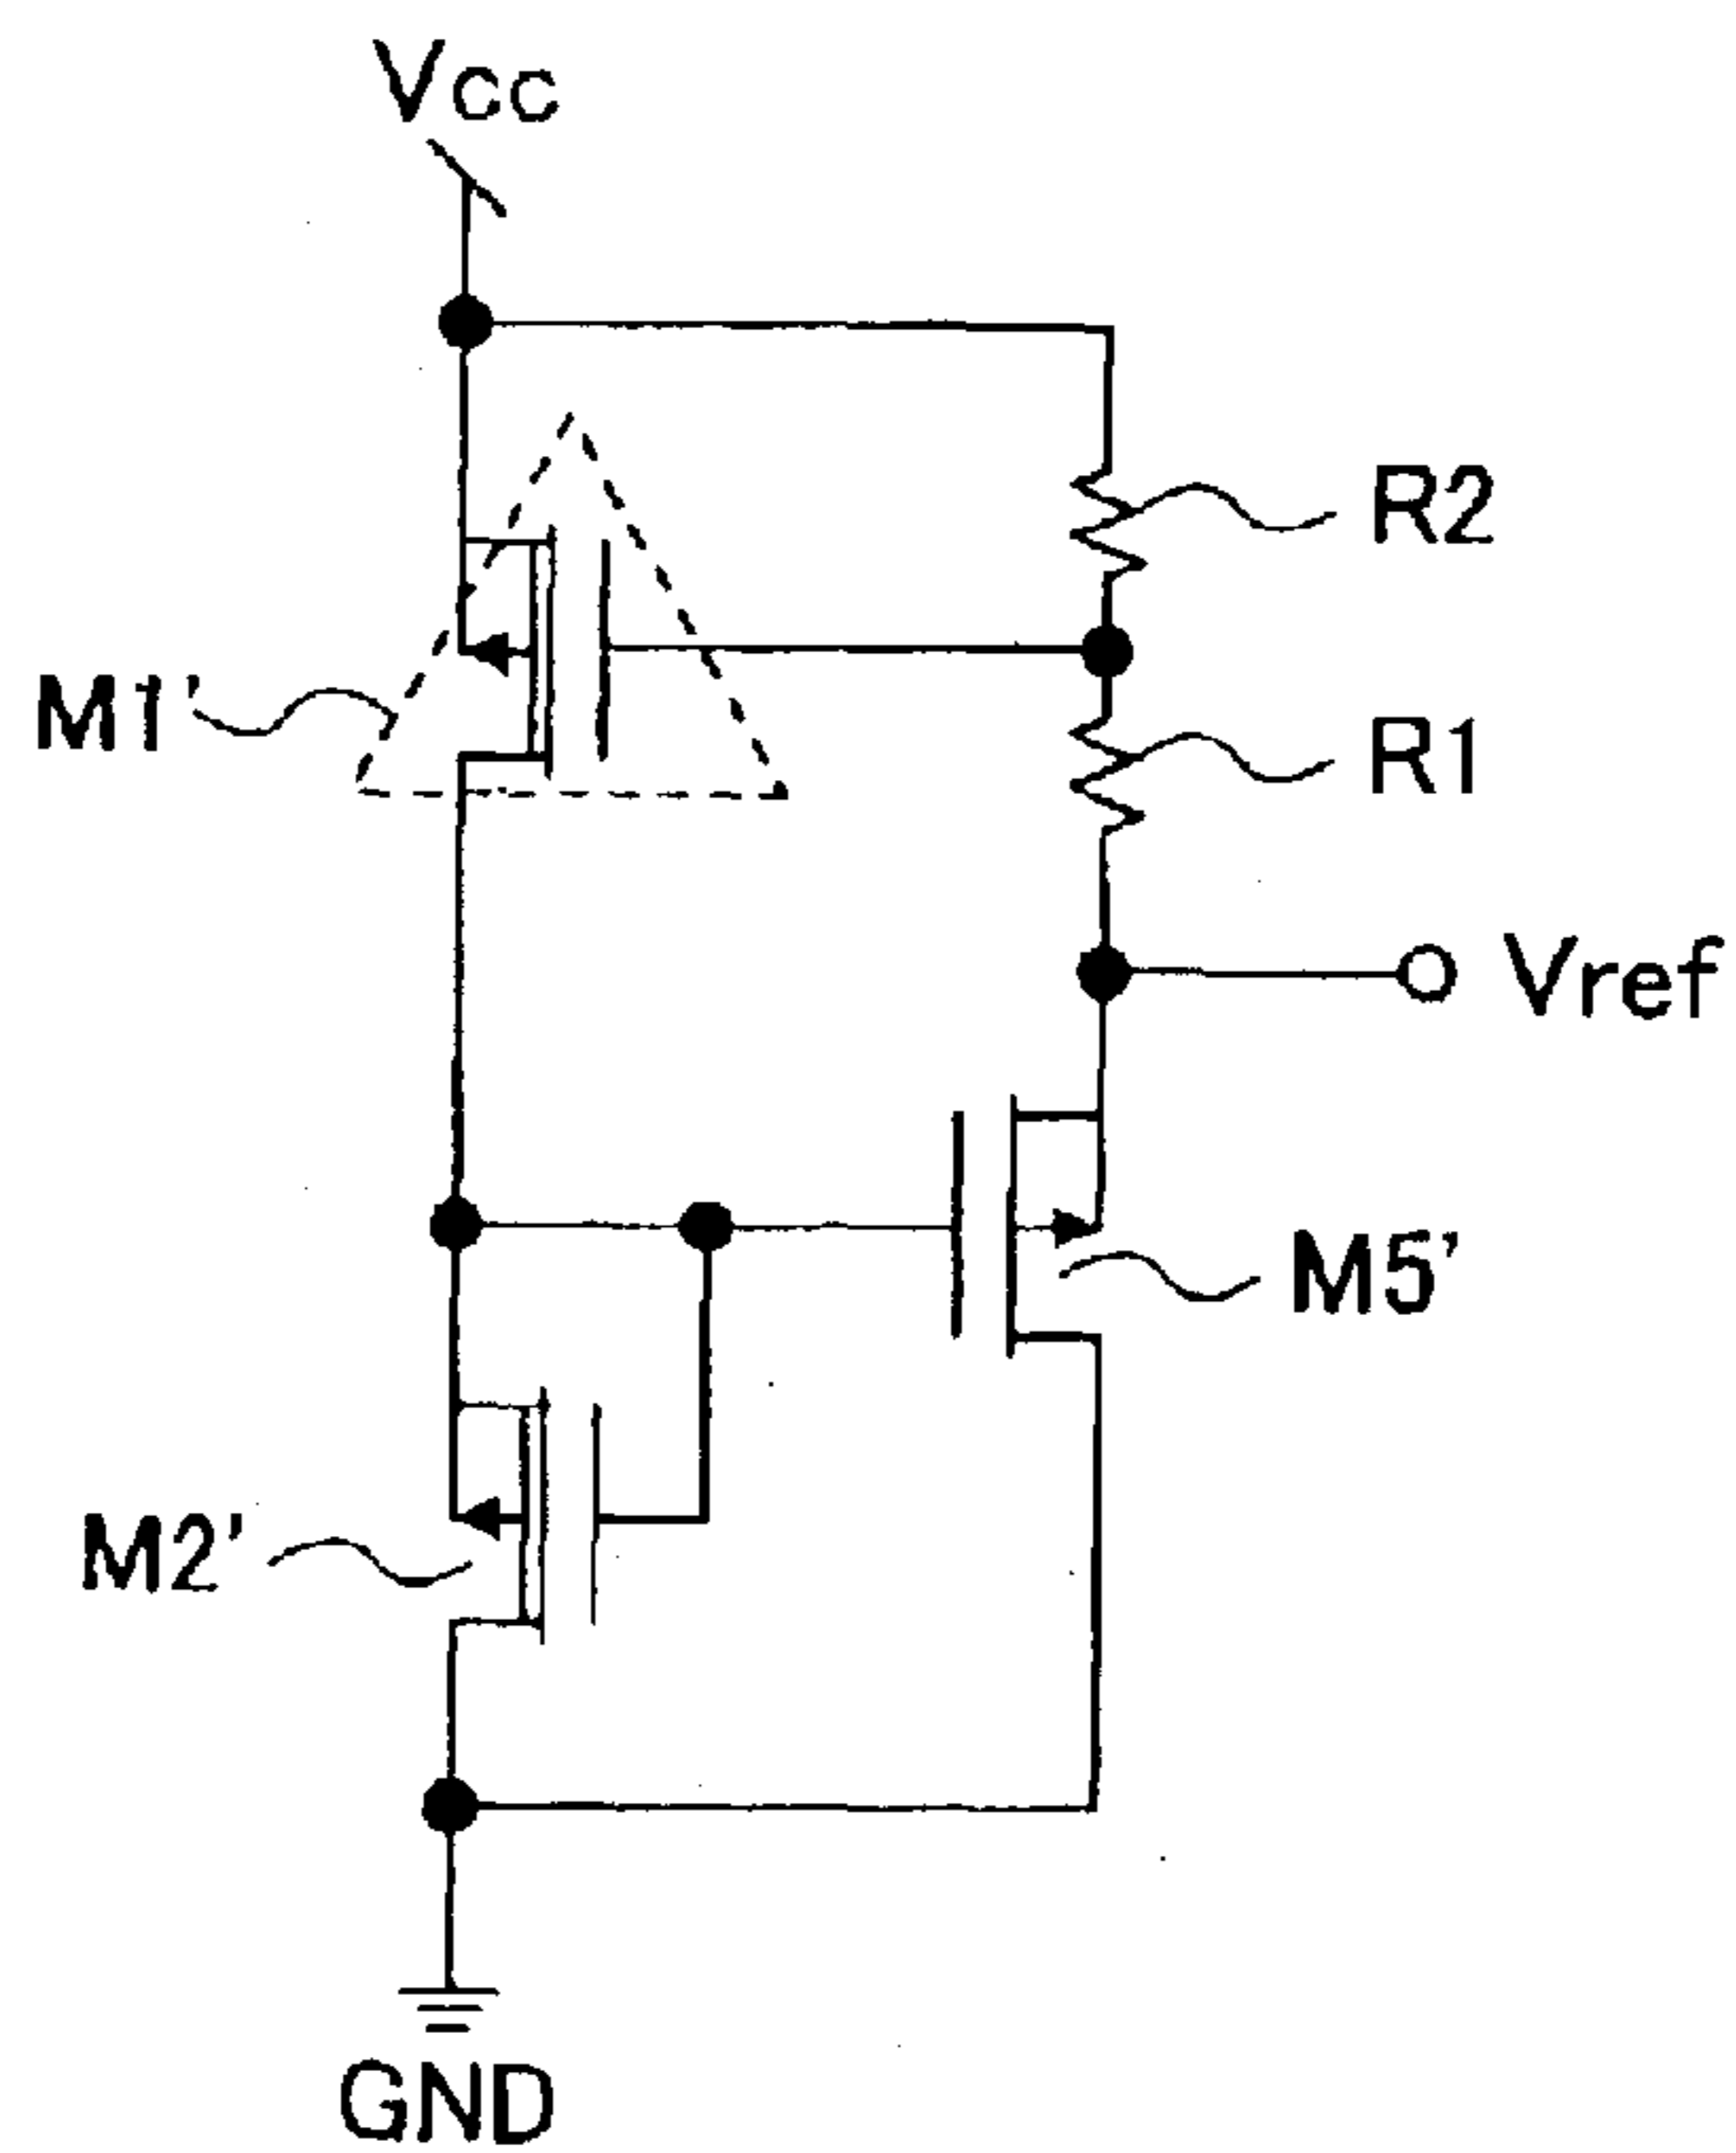 Vcc
R2
M1'
R1
Vref
M5'
M2'
GND